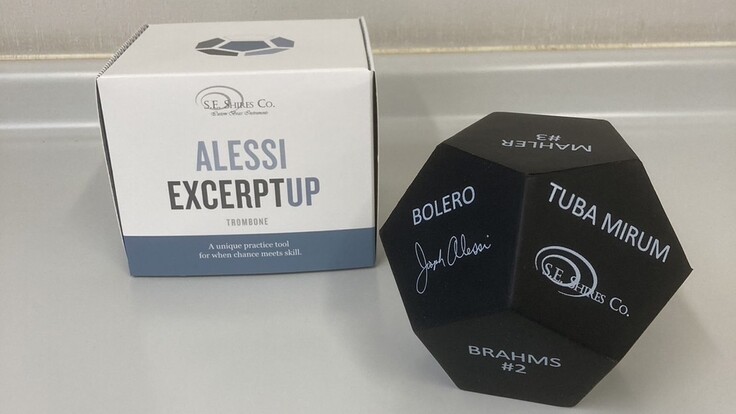 S.E. SHIRES CO.
Custom Brass Instruments
ALESSI
EXCERPTUP
TROMBONE
A unique practice tool
for when chance meets skill.
MAHLER
#3
BOLERO
Joseph Alessi
TUBA MIRUM
S.E. SHIRES CO.
BRAHMS
#2